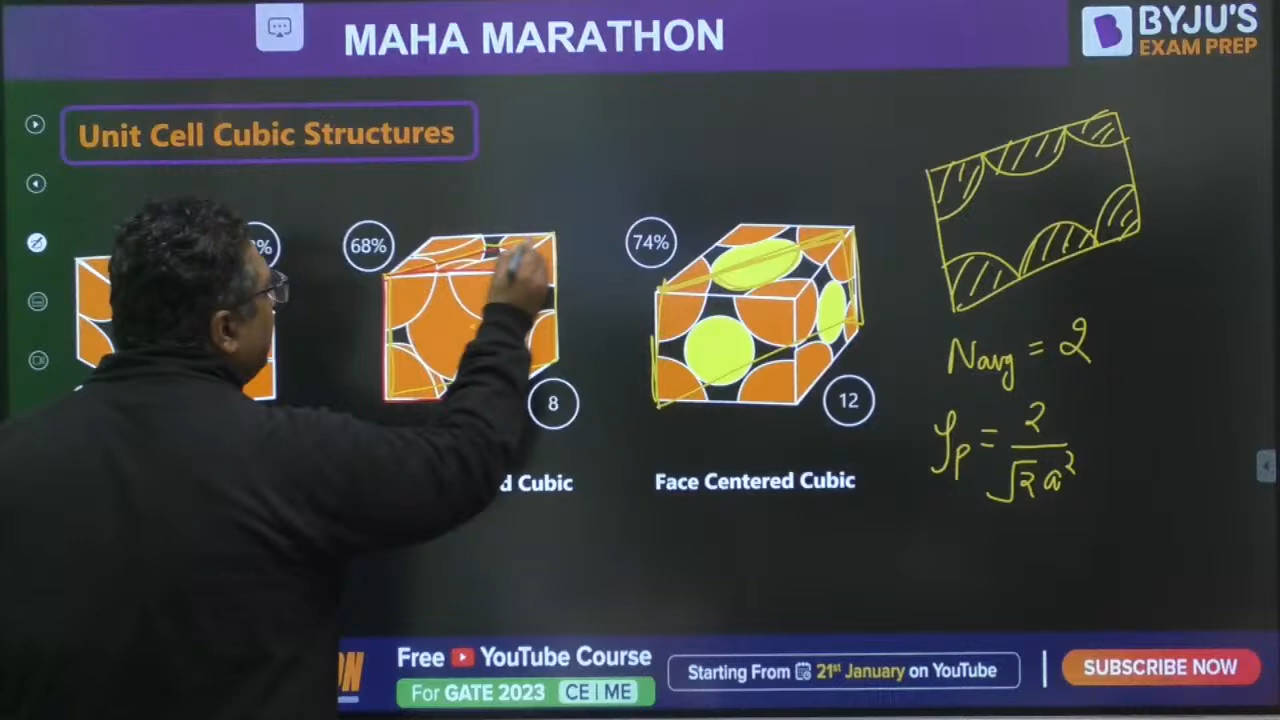 MAHA MARATHON
BYJU'S
EXAM PREP
Unit Cell Cubic Structures
68%
74%
8
12
d Cubic
Face Centered Cubic
Navg = 2
ρp = 2 / √2 a²
ON
Free YouTube Course
For GATE 2023 CE | ME
Starting From 21st January on YouTube
SUBSCRIBE NOW